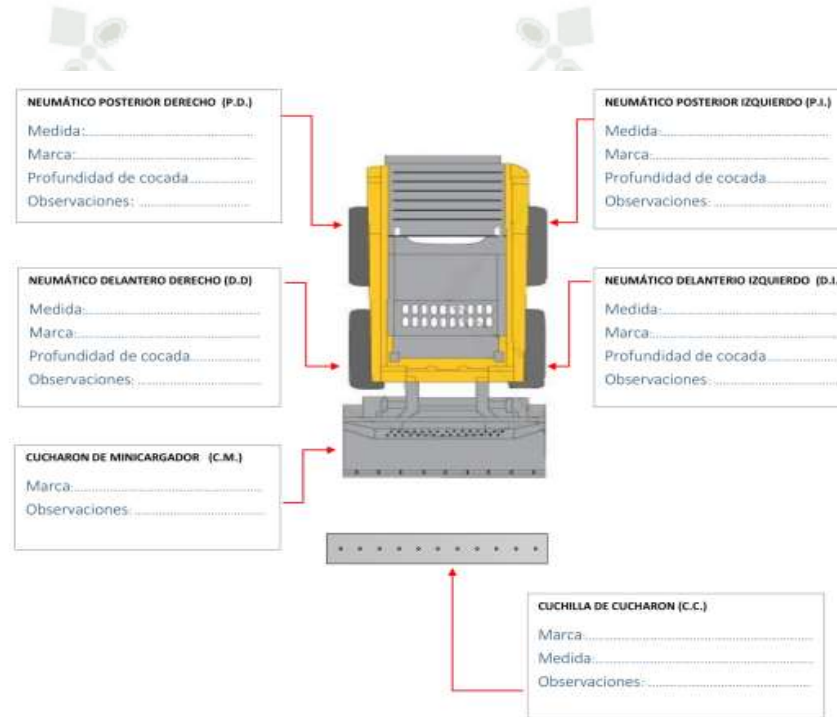 NEUMÁTICO POSTERIOR DERECHO (P.D.)
Medida:
Marca:
Profundidad de cocada
Observaciones:
NEUMÁTICO POSTERIOR IZQUIERDO (P.I.)
Medida:
Marca:
Profundidad de cocada
Observaciones:
NEUMÁTICO DELANTERO DERECHO (D.D)
Medida:
Marca:
Profundidad de cocada
Observaciones:
NEUMÁTICO DELANTERIO IZQUIERDO (D.I.
Medida:
Marca:
Profundidad de cocada
Observaciones:
CUCHARON DE MINICARGADOR (C.M.)
Marca:
Observaciones:
CUCHILLA DE CUCHARON (C.C.)
Marca
Medida:
Observaciones: